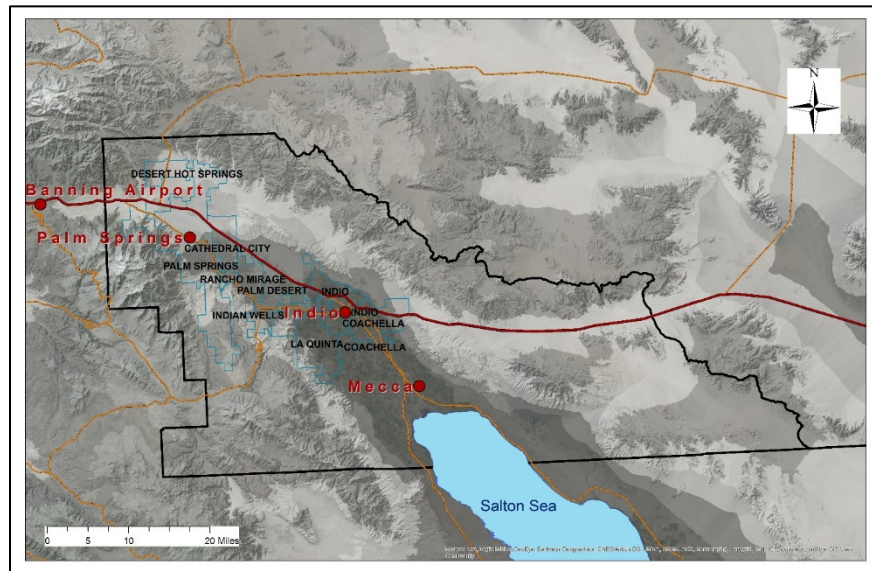 N
DESERT HOT SPRINGS
Banning Airport
Palm Springs
CATHEDRAL CITY
PALM SPRINGS
RANCHO MIRAGE
PALM DESERT
INDIO
INDIAN WELLS
Indio
INDIO
COACHELLA
LA QUINTA
COACHELLA
Mecca
Salton Sea
0 5 10 20 Miles